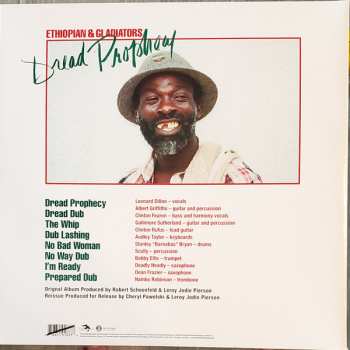 ETHIOPIAN & GLADIATORS
Dread Prophecy
Dread Prophecy
Dread Dub
The Whip
Dub Lashing
No Bad Woman
No Way Dub
I'm Ready
Prepared Dub
Leonard Dillon – vocals
Albert Griffiths – guitar and percussion
Clinton Fearon – bass and harmony vocals
Gallimore Sutherland – guitar and percussion
Clinton Rufus – lead guitar
Audley Taylor – keyboards
Stanley "Barnabas" Bryan – drums
Scully – percussion
Bobby Ellis – trumpet
Deadly Headly – saxophone
Dean Frazer – saxophone
Nambo Robinson – trombone
Original Album Produced by Robert Schoenfeld & Leroy Jodie Pierson
Reissue Produced for Release by Cheryl Pawelski & Leroy Jodie Pierson